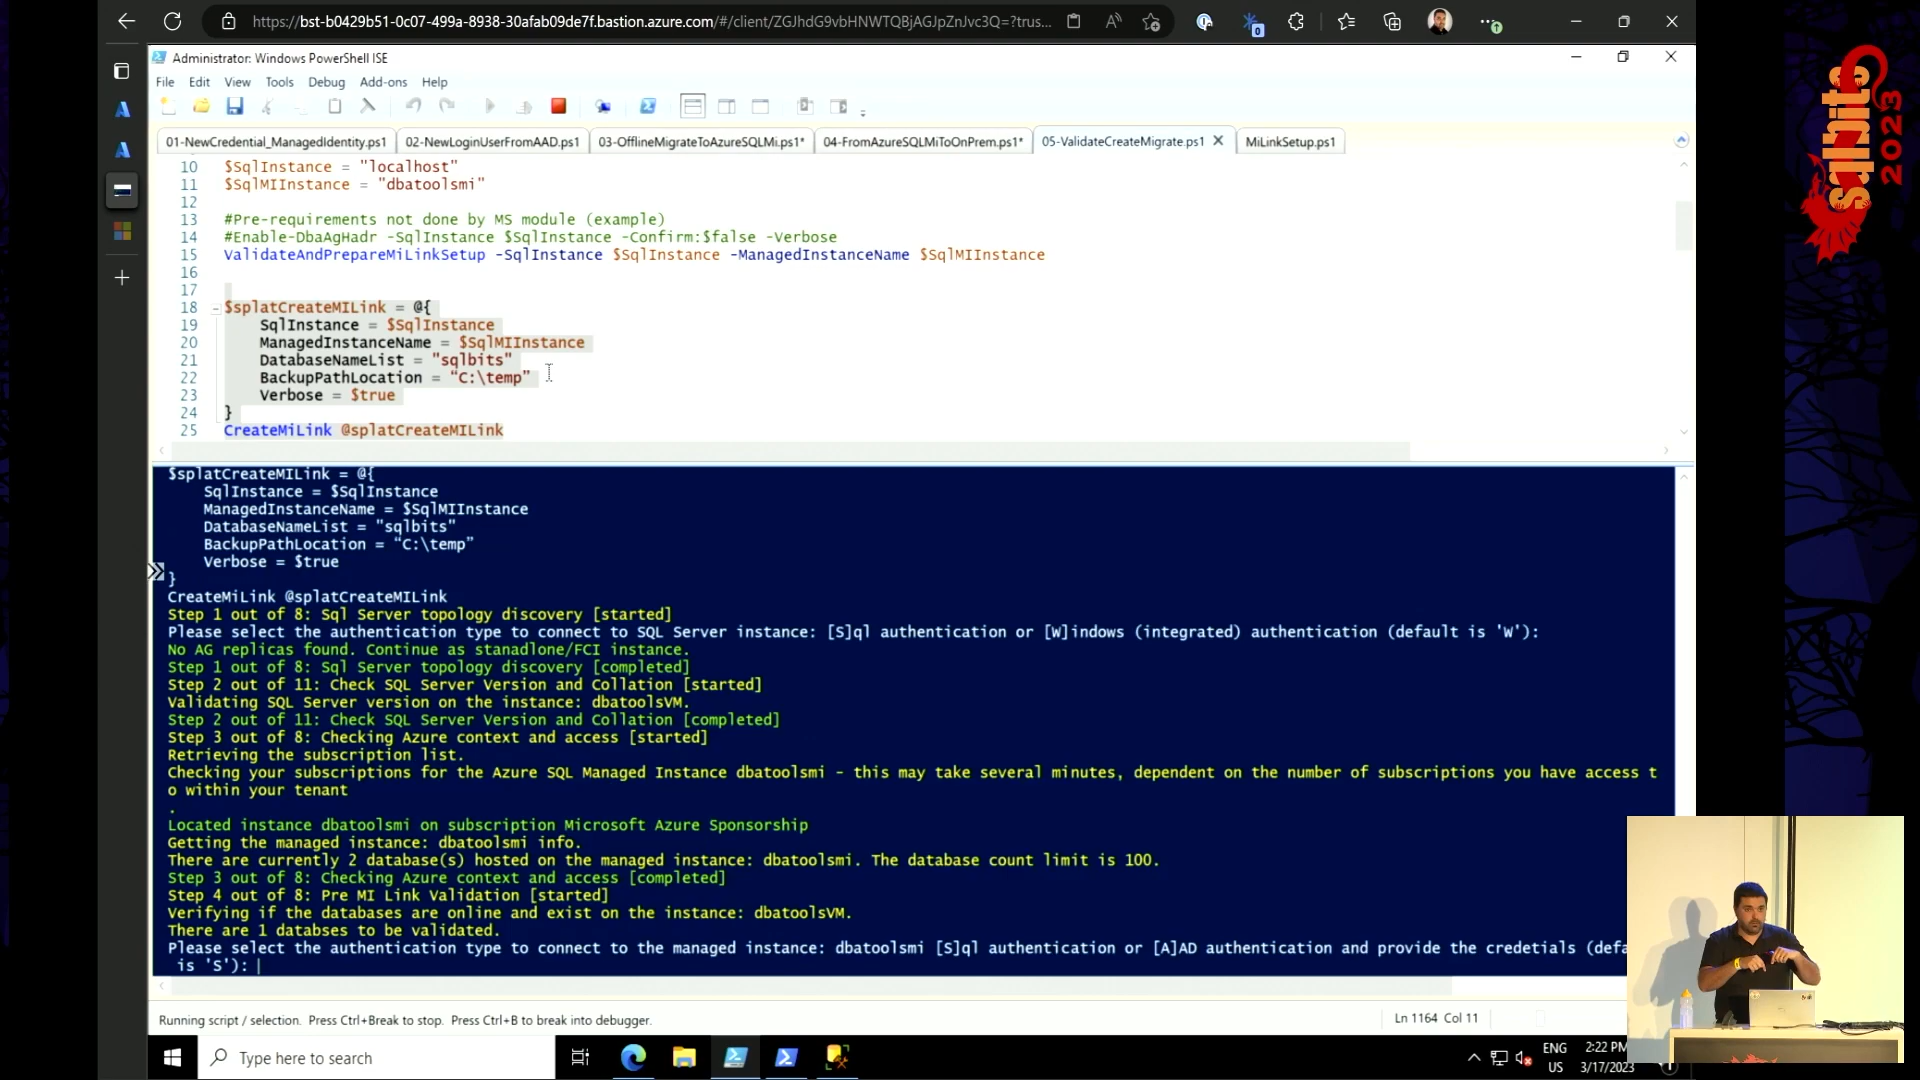 https://bst-b0429b51-0c07-499a-8938-30afab09de7f.bastion.azure.com/#/client/ZGJhdG9vbHNWTQBjAGJpZnJvc3Q=?trus...
0
Administrator: Windows PowerShell ISE
File Edit View Tools Debug Add-ons Help
01-NewCredential_ManagedIdentity.ps1 02-NewLoginUserFromAAD.ps1 03-OfflineMigrateToAzureSQLMi.ps1* 04-FromAzureSQLMiToOnPrem.ps1* 05-ValidateCreateMigrate.ps1 MiLinkSetup.ps1
10 $SqlInstance = "localhost"
11 $SqlMIInstance = "dbatoolsmi"
12
13 #Pre-requirements not done by MS module (example)
14 #Enable-DbaAgHadr -SqlInstance $SqlInstance -Confirm:$false -Verbose
15 ValidateAndPrepareMiLinkSetup -SqlInstance $SqlInstance -ManagedInstanceName $SqlMIInstance
16
17
18 $splatCreateMILink = @{
19 SqlInstance = $SqlInstance
20 ManagedInstanceName = $SqlMIInstance
21 DatabaseNameList = "sqlbits"
22 BackupPathLocation = “C:\temp”
23 Verbose = $true
24 }
25 CreateMiLink @splatCreateMILink
$splatCreateMILink = @{
SqlInstance = $SqlInstance
ManagedInstanceName = $SqlMIInstance
DatabaseNameList = "sqlbits"
BackupPathLocation = “C:\temp”
Verbose = $true
}
CreateMiLink @splatCreateMILink
Step 1 out of 8: Sql Server topology discovery [started]
Please select the authentication type to connect to SQL Server instance: [S]ql authentication or [W]indows (integrated) authentication (default is 'W'):
No AG replicas found. Continue as stanadlone/FCI instance.
Step 1 out of 8: Sql Server topology discovery [completed]
Step 2 out of 11: Check SQL Server Version and Collation [started]
Validating SQL Server version on the instance: dbatoolsVM.
Step 2 out of 11: Check SQL Server Version and Collation [completed]
Step 3 out of 8: Checking Azure context and access [started]
Retrieving the subscription list.
Checking your subscriptions for the Azure SQL Managed Instance dbatoolsmi - this may take several minutes, dependent on the number of subscriptions you have access t
o within your tenant
.
Located instance dbatoolsmi on subscription Microsoft Azure Sponsorship
Getting the managed instance: dbatoolsmi info.
There are currently 2 database(s) hosted on the managed instance: dbatoolsmi. The database count limit is 100.
Step 3 out of 8: Checking Azure context and access [completed]
Step 4 out of 8: Pre MI Link Validation [started]
Verifying if the databases are online and exist on the instance: dbatoolsVM.
There are 1 databses to be validated.
Please select the authentication type to connect to the managed instance: dbatoolsmi [S]ql authentication or [A]AD authentication and provide the credetials (defa
is 'S'):
Running script / selection. Press Ctrl+Break to stop. Press Ctrl+B to break into debugger.
Ln 1164 Col 11
Type here to search
ENG
US
2:22 PM
3/17/2023
sqlbits
2023